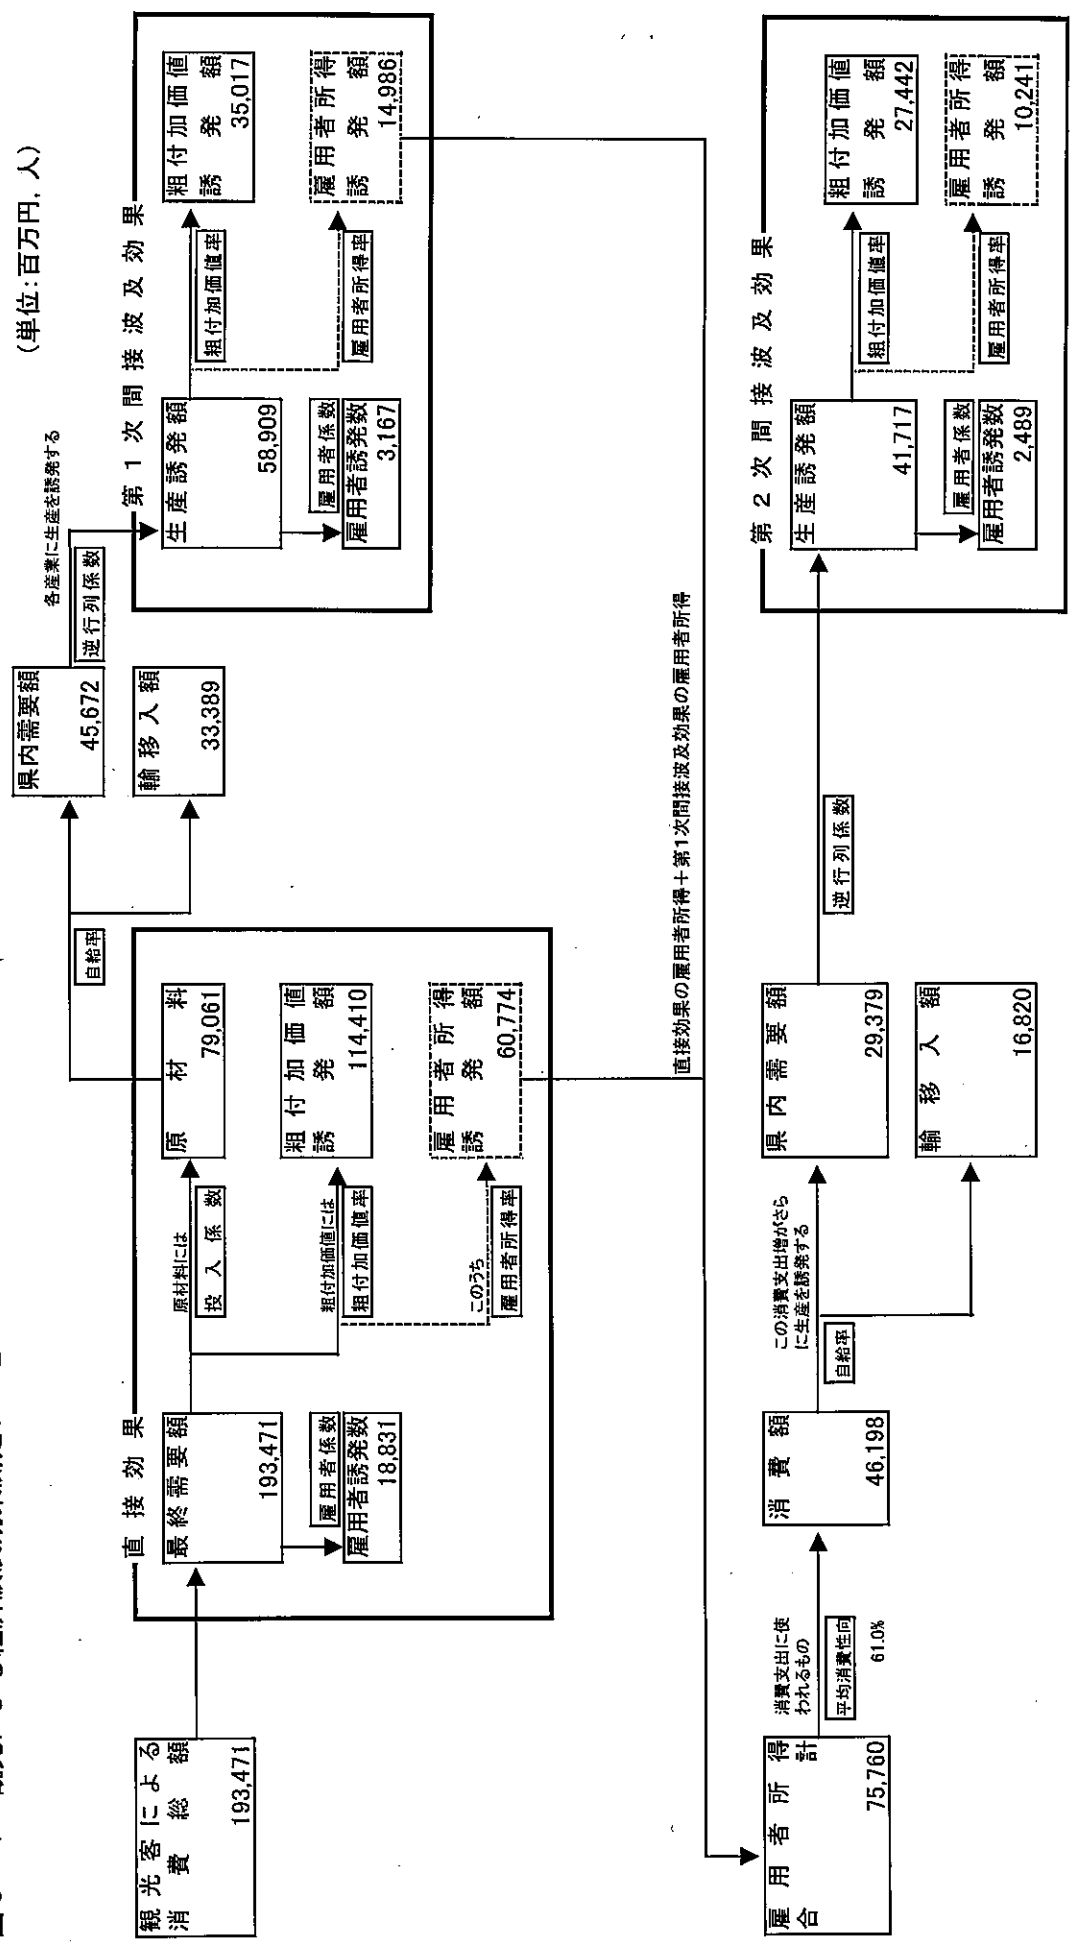 (単位:百万円，人)
観光客による
消費総額
193,471
直接効果
最終需要額
193,471
雇用者係数
雇用者誘発数
18,831
原材料には
投入係数
原材料
79,061
粗付加価値には
粗付加価値率
粗付加価値
誘発額
114,410
このうち
雇用者所得率
雇用者所得
誘発額
60,774
自給率
県内需要額
45,672
輸移入額
33,389
各産業に生産を誘発する
逆行列係数
第1次間接波及効果
生産誘発額
58,909
雇用者係数
雇用者誘発数
3,167
粗付加価値率
粗付加価値
誘発額
35,017
雇用者所得率
雇用者所得
誘発額
14,986
直接効果の雇用者所得＋第1次間接波及効果の雇用者所得
雇用者所得
合計
75,760
消費支出に使
われるもの
平均消費性向
61.0%
消費額
46,198
この消費支出増がさら
に生産を誘発する
自給率
県内需要額
29,379
輸移入額
16,820
逆行列係数
第2次間接波及効果
生産誘発額
41,717
雇用者係数
雇用者誘発数
2,489
粗付加価値率
粗付加価値
誘発額
27,442
雇用者所得率
雇用者所得
誘発額
10,241